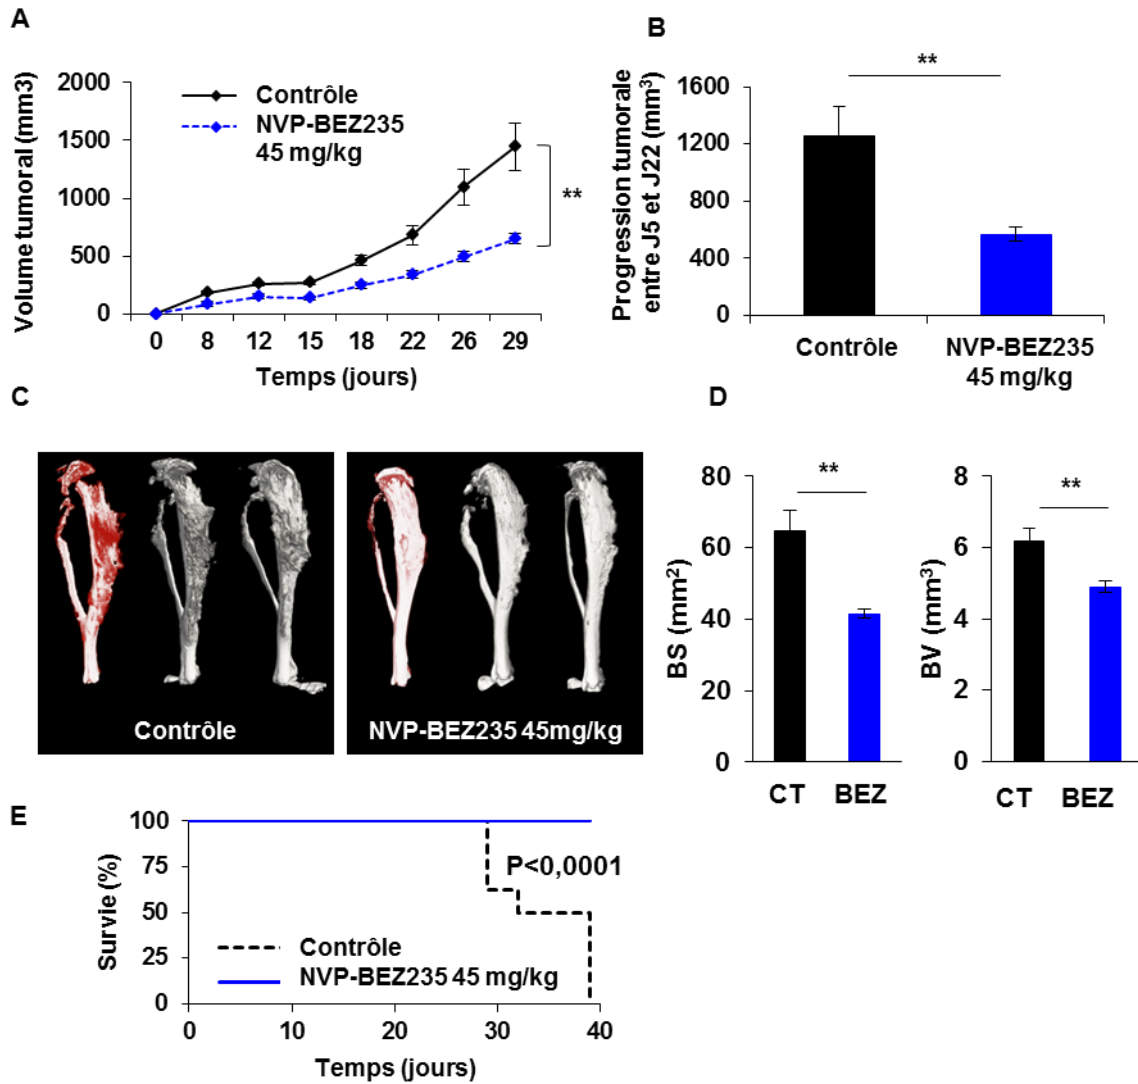 A
Volume tumoral (mm3)
2000
1500
1000
500
0
Contrôle
NVP-BEZ235
45 mg/kg
**
0 8 12 15 18 22 26 29
Temps (jours)
B
Progression tumorale
entre J5 et J22 (mm³)
1600
1200
800
400
0
**
Contrôle
NVP-BEZ235
45 mg/kg
C
Contrôle
NVP-BEZ235 45mg/kg
D
BS (mm²)
80
60
40
20
0
**
CT BEZ
BV (mm³)
8
6
4
2
0
**
CT BEZ
E
Survie (%)
100
75
50
25
0
P<0,0001
Contrôle
NVP-BEZ235 45 mg/kg
0 10 20 30 40
Temps (jours)